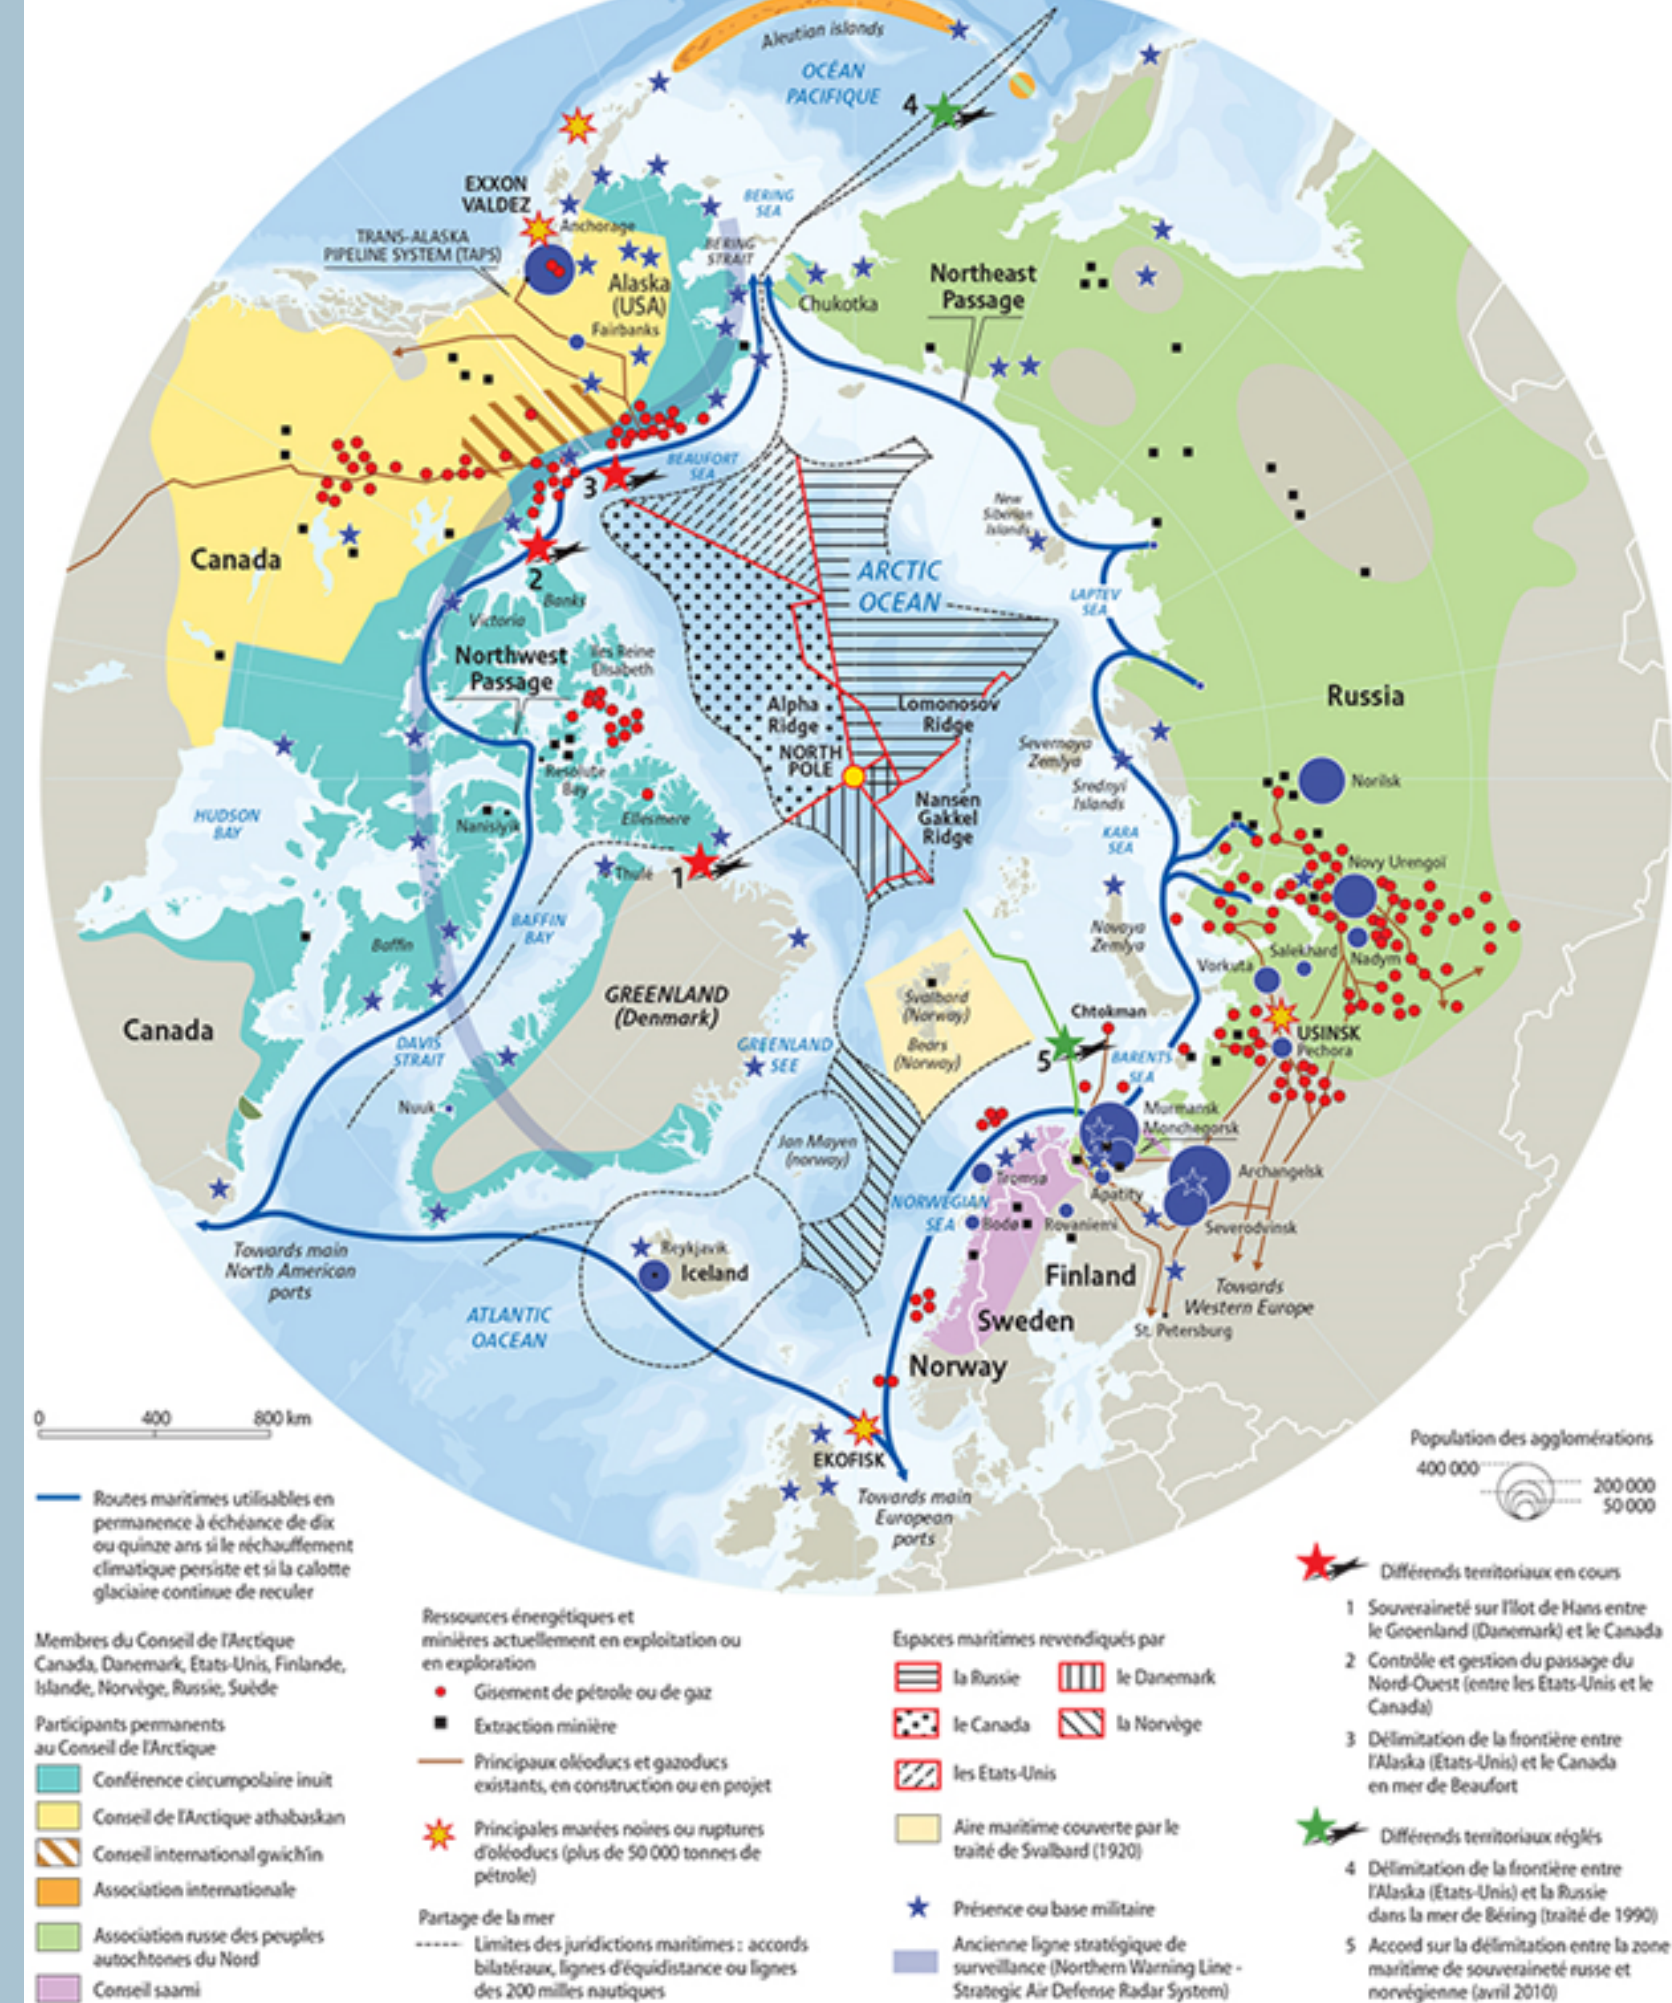 Aleutian islands
OCÉAN
PACIFIQUE
4
EXXON
VALDEZ
Anchorage
TRANS-ALASKA
PIPELINE SYSTEM (TAPS)
BERING
SEA
BERING
STRAIT
Alaska
(USA)
Fairbanks
Chukotka
Northeast
Passage
BEAUFORT
SEA
3
New
Siberian
Islands
Canada
2
Banks
Victoria
ARCTIC
OCEAN
LAPTEV
SEA
Northwest
Passage
Iles Reine
Elisabeth
Russia
Alpha
Ridge
Lomonosov
Ridge
NORTH
POLE
Severnaya
Zemlya
Srednyi
Islands
Norilsk
Resolute
Bay
HUDSON
BAY
Nanisiyik
Ellesmere
Nansen
Gakkel
Ridge
KARA
SEA
Novy Urengoï
Thulé
1
BAFFIN
BAY
Baffin
Novaya
Zemlya
Salekhard
Nadym
Vorkuta
GREENLAND
(Denmark)
Svalbard
(Norway)
Bears
(Norway)
Chtokman
USINSK
Pechora
Canada
DAVIS
STRAIT
GREENLAND
SEE
5
BARENTS
SEA
Nuuk
Murmansk
Monchegorsk
Jan Mayen
(norway)
Tromsø
Apatity
Archangelsk
NORWEGIAN
SEA
Bodø
Rovaniemi
Severodvinsk
Towards main
North American
ports
Reykjavik
Iceland
Finland
Towards
Western Europe
ATLANTIC
OACEAN
Sweden
St. Petersburg
Norway
EKOFISK
Towards main
European
ports
0 400 800 km
Population des agglomérations
400 000
200 000
50 000
Routes maritimes utilisables en
permanence à échéance de dix
ou quinze ans si le réchauffement
climatique persiste et si la calotte
glaciaire continue de reculer
Membres du Conseil de l'Arctique
Canada, Danemark, Etats-Unis, Finlande,
Islande, Norvège, Russie, Suède
Participants permanents
au Conseil de l'Arctique
Conférence circumpolaire inuit
Conseil de l'Arctique athabaskan
Conseil international gwich'in
Association internationale
Association russe des peuples
autochtones du Nord
Conseil saami
Ressources énergétiques et
minières actuellement en exploitation ou
en exploration
Gisement de pétrole ou de gaz
Extraction minière
Principaux oléoducs et gazoducs
existants, en construction ou en projet
Principales marées noires ou ruptures
d'oléoducs (plus de 50 000 tonnes de
pétrole)
Partage de la mer
Limites des juridictions maritimes : accords
bilatéraux, lignes d'équidistance ou lignes
des 200 milles nautiques
Espaces maritimes revendiqués par
la Russie
le Danemark
le Canada
la Norvège
les Etats-Unis
Aire maritime couverte par le
traité de Svalbard (1920)
Présence ou base militaire
Ancienne ligne stratégique de
surveillance (Northern Warning Line -
Strategic Air Defense Radar System)
Différends territoriaux en cours
1 Souveraineté sur l'îlot de Hans entre
le Groenland (Danemark) et le Canada
2 Contrôle et gestion du passage du
Nord-Ouest (entre les Etats-Unis et le
Canada)
3 Délimitation de la frontière entre
l'Alaska (Etats-Unis) et le Canada
en mer de Beaufort
Différends territoriaux réglés
4 Délimitation de la frontière entre
l'Alaska (Etats-Unis) et la Russie
dans la mer de Béring (traité de 1990)
5 Accord sur la délimitation entre la zone
maritime de souveraineté russe et
norvégienne (avril 2010)